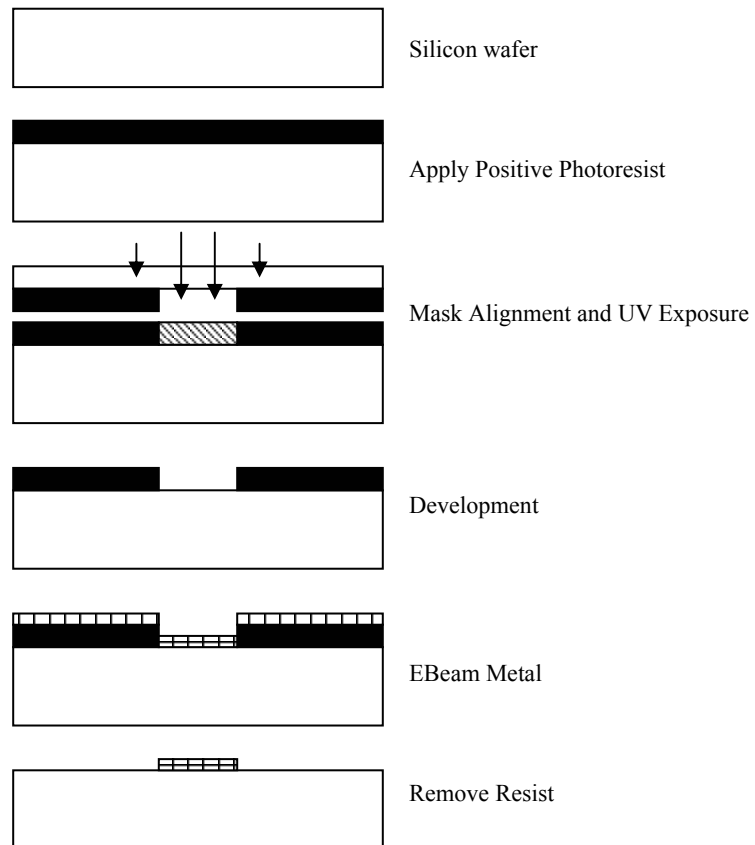 Silicon wafer
Apply Positive Photoresist
Mask Alignment and UV Exposure
Development
EBeam Metal
Remove Resist